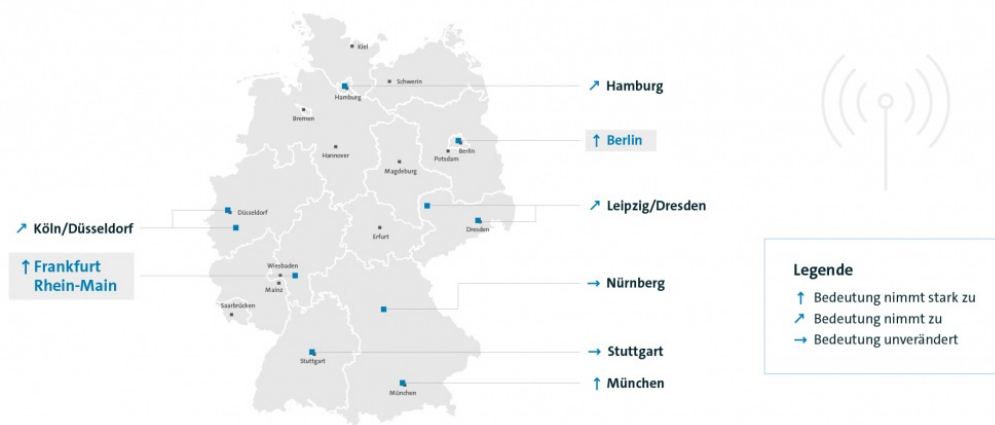 Kiel
Schwerin
Hamburg
Bremen
Hannover
Berlin
Potsdam
Magdeburg
Düsseldorf
Dresden
Erfurt
Wiesbaden
Mainz
Saarbrücken
Stuttgart
München
↗ Köln/Düsseldorf
↑ Frankfurt
Rhein-Main
↗ Hamburg
↑ Berlin
↗ Leipzig/Dresden
→ Nürnberg
→ Stuttgart
↑ München
Legende
↑ Bedeutung nimmt stark zu
↗ Bedeutung nimmt zu
→ Bedeutung unverändert